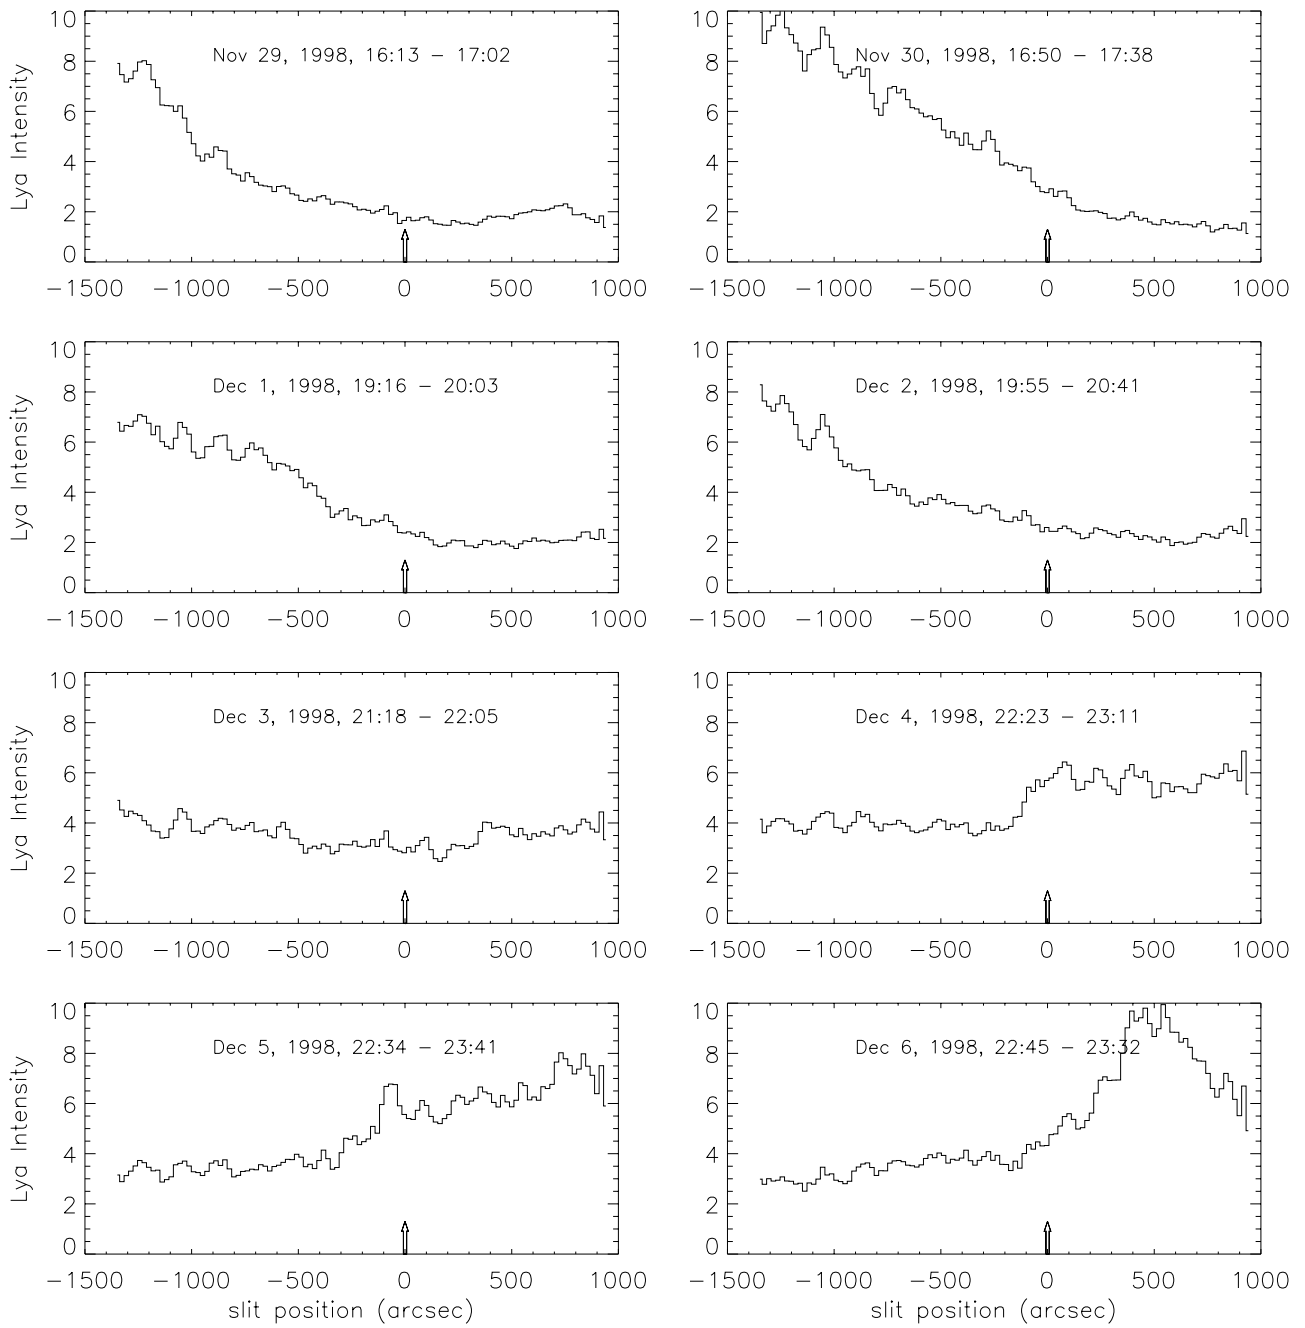 Nov 29, 1998, 16:13 − 17:02
Lya Intensity
10
8
6
4
2
0
−1500 −1000 −500 0 500 1000
Nov 30, 1998, 16:50 − 17:38
10
8
6
4
2
0
−1500 −1000 −500 0 500 1000
Dec 1, 1998, 19:16 − 20:03
Lya Intensity
10
8
6
4
2
0
−1500 −1000 −500 0 500 1000
Dec 2, 1998, 19:55 − 20:41
10
8
6
4
2
0
−1500 −1000 −500 0 500 1000
Dec 3, 1998, 21:18 − 22:05
Lya Intensity
10
8
6
4
2
0
−1500 −1000 −500 0 500 1000
Dec 4, 1998, 22:23 − 23:11
10
8
6
4
2
0
−1500 −1000 −500 0 500 1000
Dec 5, 1998, 22:34 − 23:41
Lya Intensity
10
8
6
4
2
0
−1500 −1000 −500 0 500 1000
slit position (arcsec)
Dec 6, 1998, 22:45 − 23:32
10
8
6
4
2
0
−1500 −1000 −500 0 500 1000
slit position (arcsec)